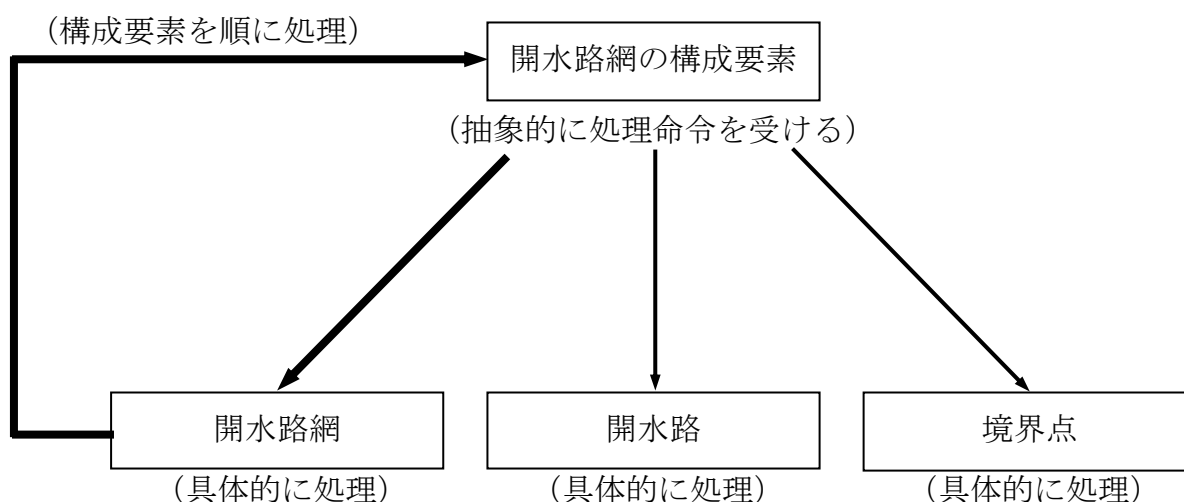 （構成要素を順に処理）
開水路網の構成要素
（抽象的に処理命令を受ける）
開水路網
開水路
境界点
（具体的に処理）
（具体的に処理）
（具体的に処理）